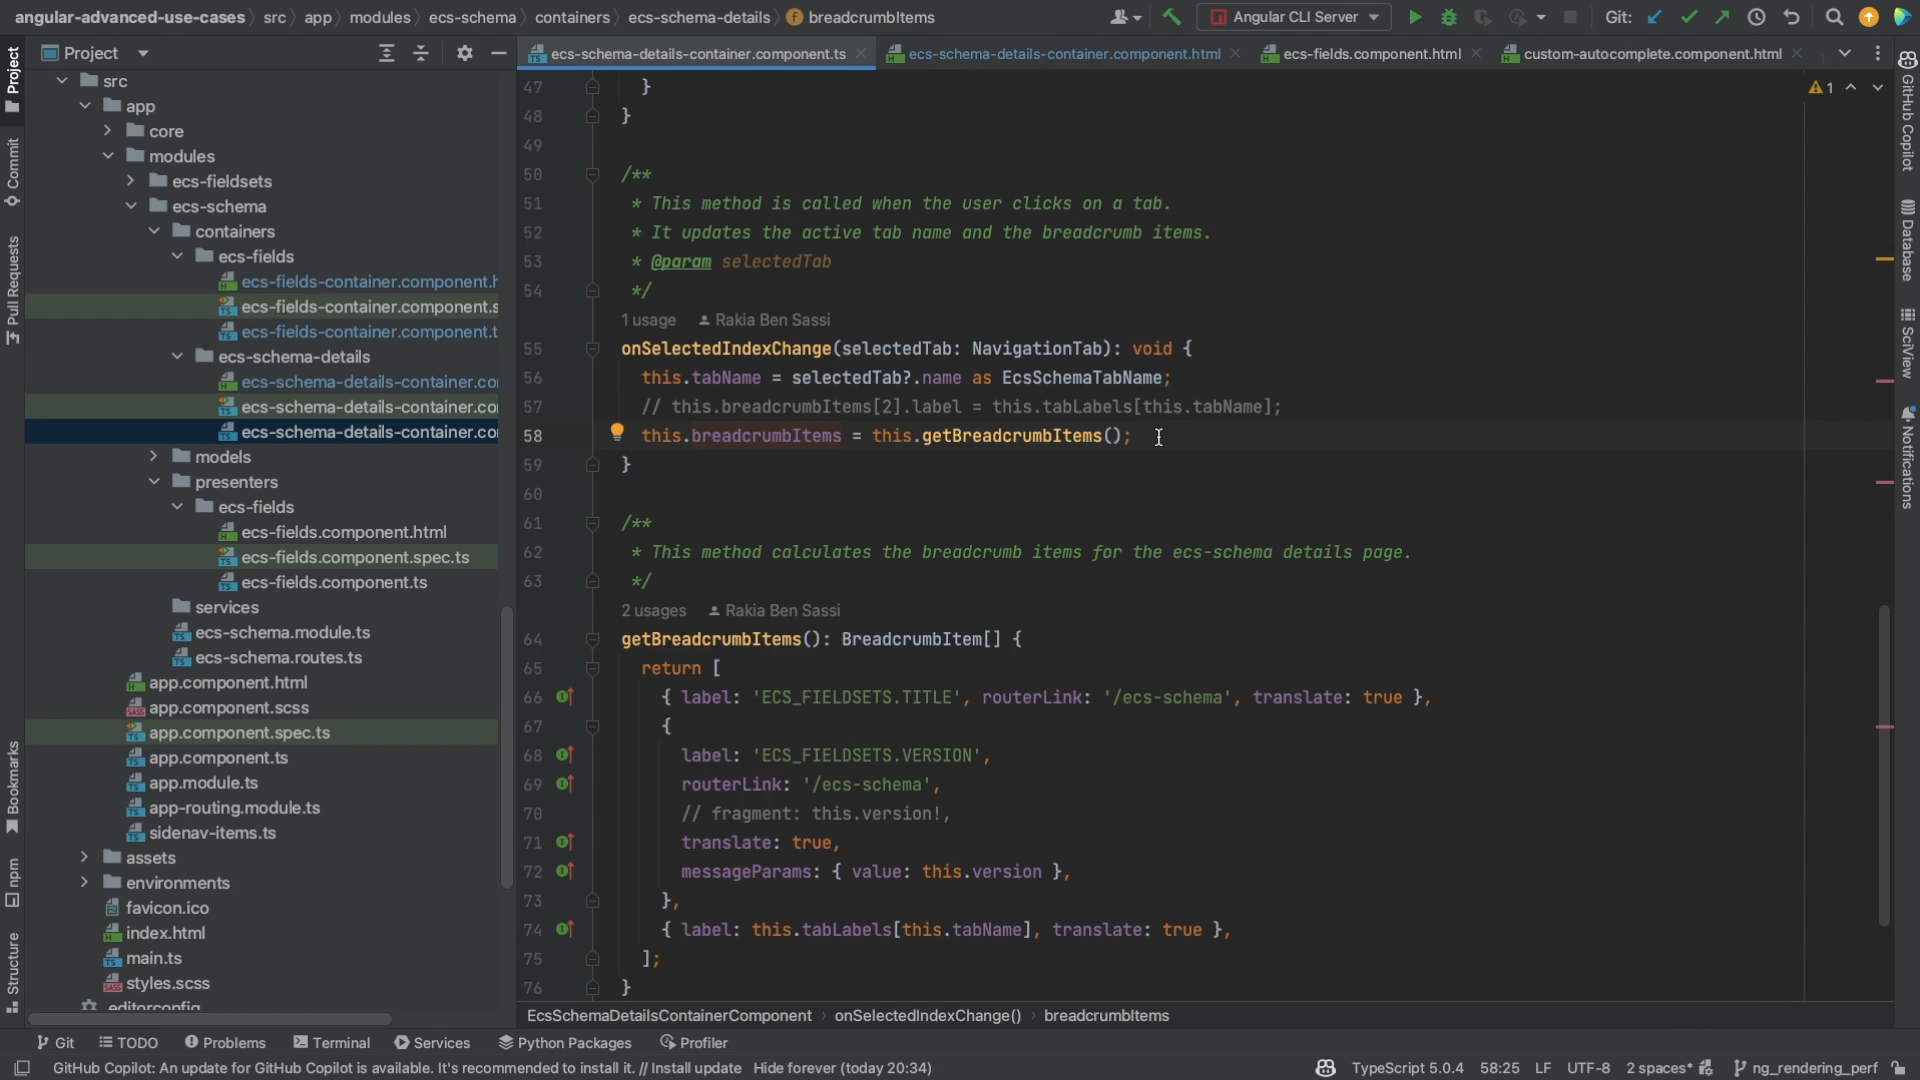 angular-advanced-use-cases src app modules ecs-schema containers ecs-schema-details breadcrumbItems Angular CLI Server Git:
Project ecs-schema-details-container.component.ts ecs-schema-details-container.component.html ecs-fields.component.html custom-autocomplete.component.html
Project
Commit
Pull Requests
Bookmarks
npm
Structure
src
app
core
modules
ecs-fieldsets
ecs-schema
containers
ecs-fields
ecs-fields-container.component.h
ecs-fields-container.component.s
ecs-fields-container.component.t
ecs-schema-details
ecs-schema-details-container.co
ecs-schema-details-container.co
ecs-schema-details-container.co
models
presenters
ecs-fields
ecs-fields.component.html
ecs-fields.component.spec.ts
ecs-fields.component.ts
services
ecs-schema.module.ts
ecs-schema.routes.ts
app.component.html
app.component.scss
app.component.spec.ts
app.component.ts
app.module.ts
app-routing.module.ts
sidenav-items.ts
assets
environments
favicon.ico
index.html
main.ts
styles.scss
.editorconfig
1
47 }
48 }
49
50 /**
51 * This method is called when the user clicks on a tab.
52 * It updates the active tab name and the breadcrumb items.
53 * @param selectedTab
54 */
1 usage Rakia Ben Sassi
55 onSelectedIndexChange(selectedTab: NavigationTab): void {
56 this.tabName = selectedTab?.name as EcsSchemaTabName;
57 // this.breadcrumbItems[2].label = this.tabLabels[this.tabName];
58 this.breadcrumbItems = this.getBreadcrumbItems();
59 }
60
61 /**
62 * This method calculates the breadcrumb items for the ecs-schema details page.
63 */
2 usages Rakia Ben Sassi
64 getBreadcrumbItems(): BreadcrumbItem[] {
65 return [
66 { label: 'ECS_FIELDSETS.TITLE', routerLink: '/ecs-schema', translate: true },
67 {
68 label: 'ECS_FIELDSETS.VERSION',
69 routerLink: '/ecs-schema',
70 // fragment: this.version!,
71 translate: true,
72 messageParams: { value: this.version },
73 },
74 { label: this.tabLabels[this.tabName], translate: true },
75 ];
76 }
GitHub Copilot
Database
SciView
Notifications
EcsSchemaDetailsContainerComponent onSelectedIndexChange() breadcrumbItems
Git TODO Problems Terminal Services Python Packages Profiler
GitHub Copilot: An update for GitHub Copilot is available. It's recommended to install it. // Install update Hide forever (today 20:34) TypeScript 5.0.4 58:25 LF UTF-8 2 spaces* ng_rendering_perf